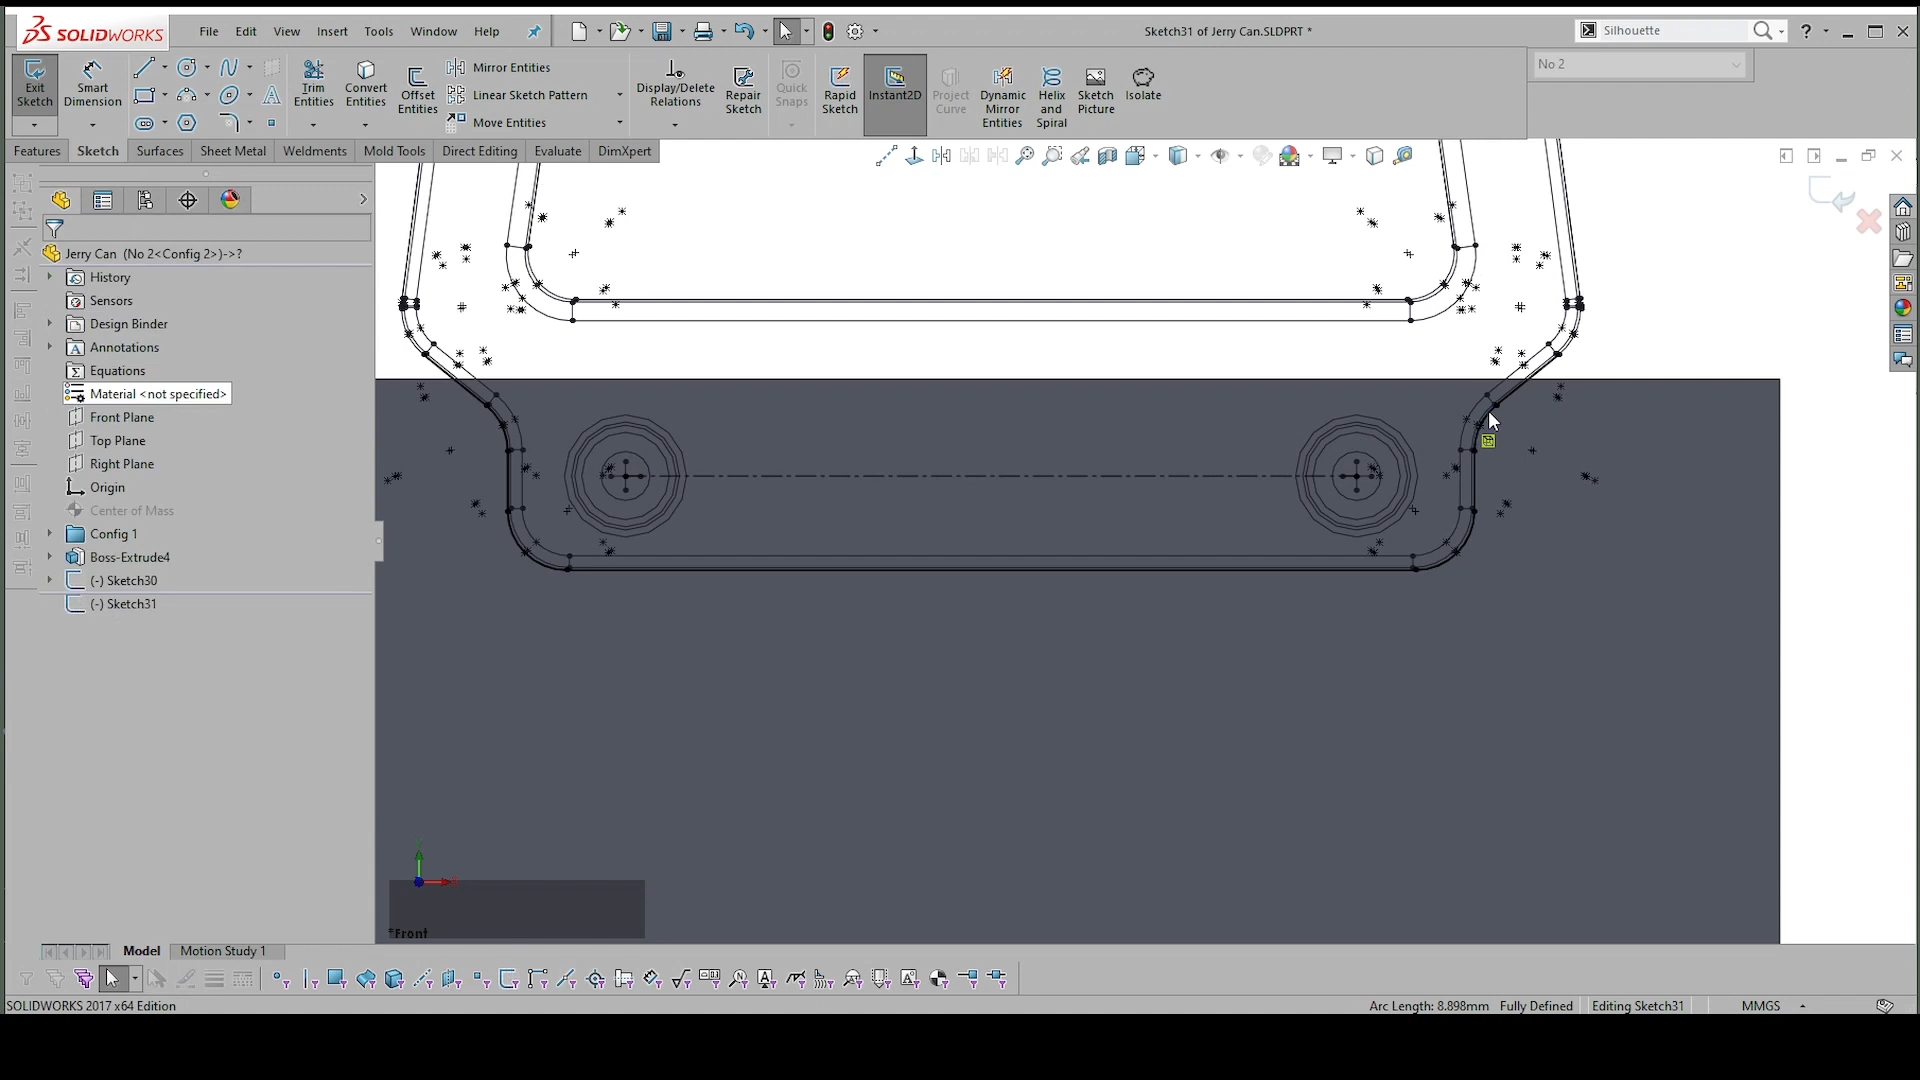 SOLIDWORKS
File Edit View Insert Tools Window Help
Sketch31 of Jerry Can.SLDPRT *
Silhouette
?
No 2
Exit Sketch
Smart Dimension
Trim Entities
Convert Entities
Offset Entities
Mirror Entities
Linear Sketch Pattern
Move Entities
Display/Delete Relations
Repair Sketch
Quick Snaps
Rapid Sketch
Instant2D
Project Curve
Dynamic Mirror Entities
Helix and Spiral
Sketch Picture
Isolate
Features Sketch Surfaces Sheet Metal Weldments Mold Tools Direct Editing Evaluate DimXpert
Jerry Can (No 2<Config 2>)->?
History
Sensors
Design Binder
Annotations
Equations
Material <not specified>
Front Plane
Top Plane
Right Plane
Origin
Center of Mass
Config 1
Boss-Extrude4
(-) Sketch30
(-) Sketch31
*Front
Model Motion Study 1
SOLIDWORKS 2017 x64 Edition
Arc Length: 8.898mm Fully Defined Editing Sketch31 MMGS